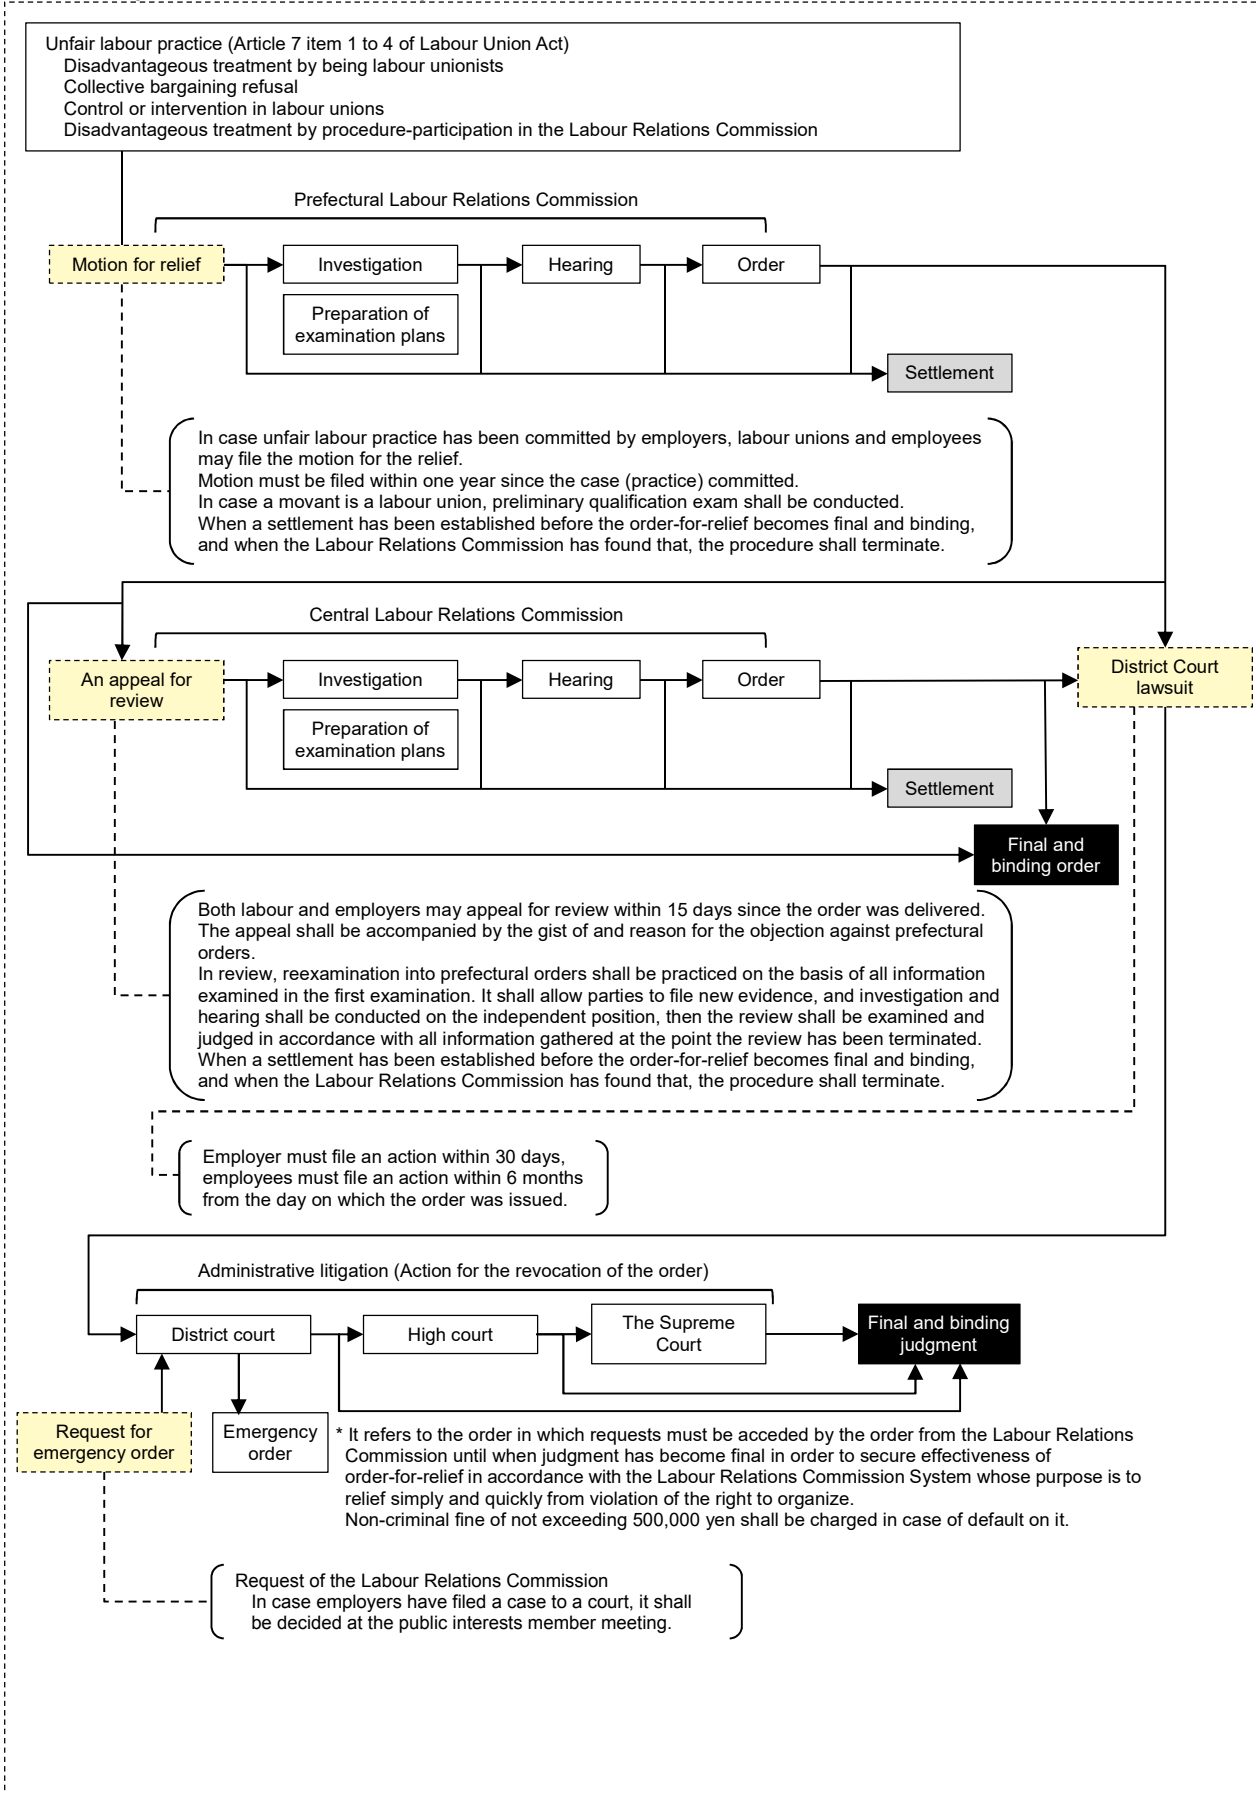 Unfair labour practice (Article 7 item 1 to 4 of Labour Union Act)
Disadvantageous treatment by being labour unionists
Collective bargaining refusal
Control or intervention in labour unions
Disadvantageous treatment by procedure-participation in the Labour Relations Commission
Prefectural Labour Relations Commission
Motion for relief
Investigation
Hearing
Order
Preparation of
examination plans
Settlement
In case unfair labour practice has been committed by employers, labour unions and employees
may file the motion for the relief.
Motion must be filed within one year since the case (practice) committed.
In case a movant is a labour union, preliminary qualification exam shall be conducted.
When a settlement has been established before the order-for-relief becomes final and binding,
and when the Labour Relations Commission has found that, the procedure shall terminate.
Central Labour Relations Commission
An appeal for
review
Investigation
Hearing
Order
District Court
lawsuit
Preparation of
examination plans
Settlement
Final and
binding order
Both labour and employers may appeal for review within 15 days since the order was delivered.
The appeal shall be accompanied by the gist of and reason for the objection against prefectural
orders.
In review, reexamination into prefectural orders shall be practiced on the basis of all information
examined in the first examination. It shall allow parties to file new evidence, and investigation and
hearing shall be conducted on the independent position, then the review shall be examined and
judged in accordance with all information gathered at the point the review has been terminated.
When a settlement has been established before the order-for-relief becomes final and binding,
and when the Labour Relations Commission has found that, the procedure shall terminate.
Employer must file an action within 30 days,
employees must file an action within 6 months
from the day on which the order was issued.
Administrative litigation (Action for the revocation of the order)
District court
High court
The Supreme
Court
Final and binding
judgment
Request for
emergency order
Emergency
order
* It refers to the order in which requests must be acceded by the order from the Labour Relations
Commission until when judgment has become final in order to secure effectiveness of
order-for-relief in accordance with the Labour Relations Commission System whose purpose is to
relief simply and quickly from violation of the right to organize.
Non-criminal fine of not exceeding 500,000 yen shall be charged in case of default on it.
Request of the Labour Relations Commission
In case employers have filed a case to a court, it shall
be decided at the public interests member meeting.